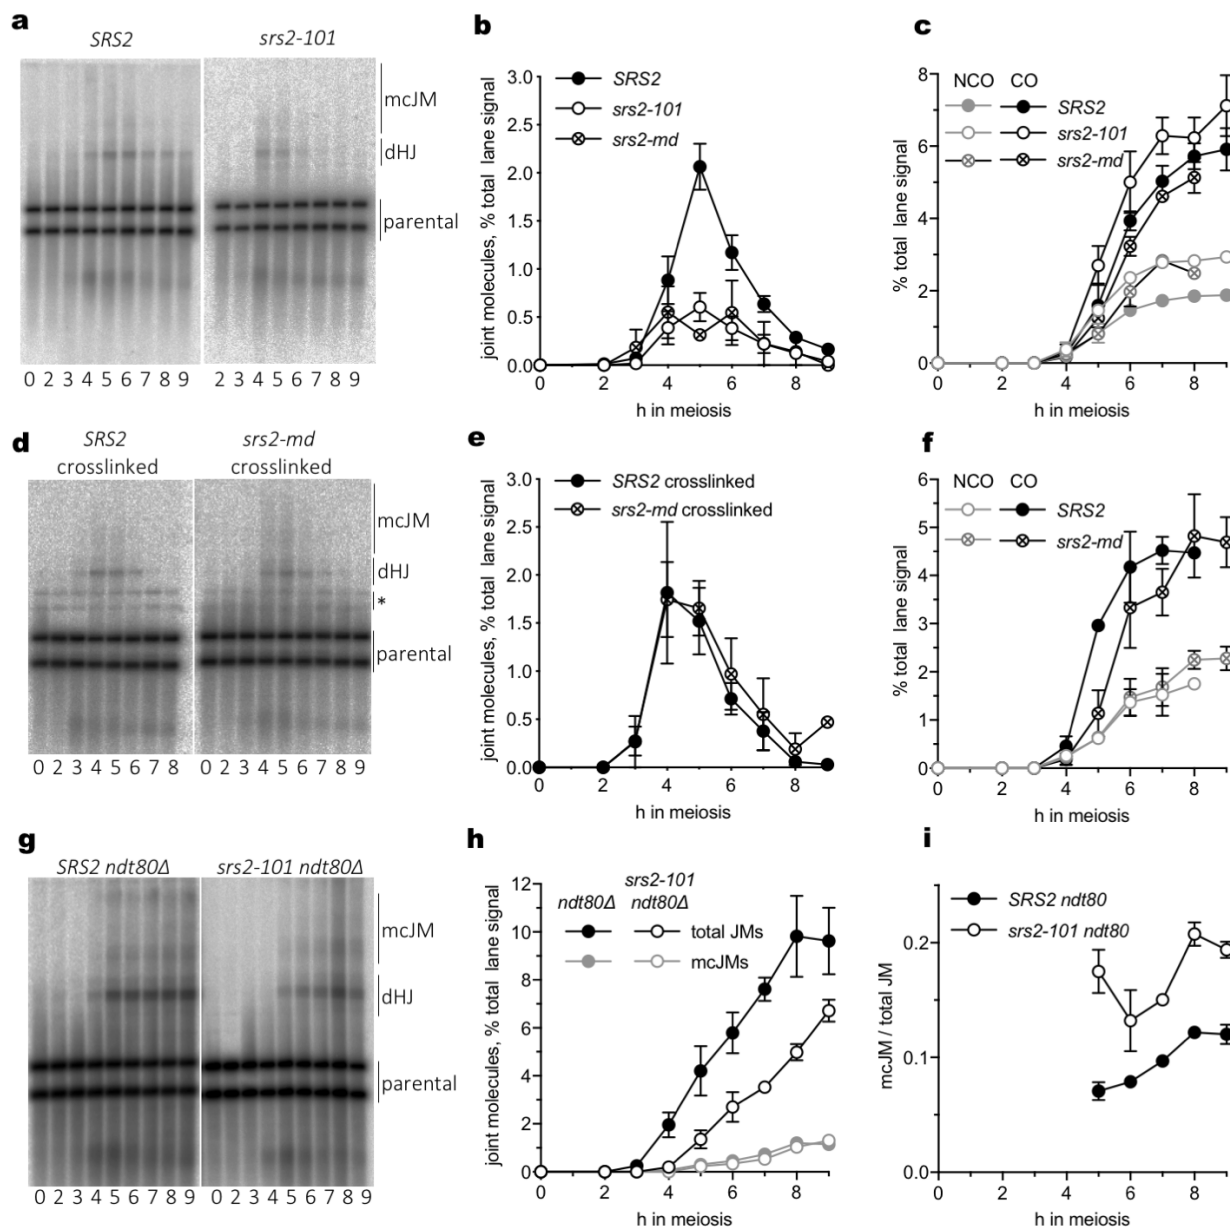 a
SRS2 srs2-101
mcJM
dHJ
parental
0 2 3 4 5 6 7 8 9 2 3 4 5 6 7 8 9
b
SRS2
srs2-101
srs2-md
joint molecules, % total lane signal
3.0
2.5
2.0
1.5
1.0
0.5
0.0
0 2 4 6 8
h in meiosis
c
NCO CO
SRS2
srs2-101
srs2-md
% total lane signal
8
6
4
2
0
0 2 4 6 8
h in meiosis
d
SRS2 srs2-md
crosslinked crosslinked
mcJM
dHJ
*
parental
0 2 3 4 5 6 7 8 0 2 3 4 5 6 7 8 9
e
SRS2 crosslinked
srs2-md crosslinked
joint molecules, % total lane signal
3.0
2.5
2.0
1.5
1.0
0.5
0.0
0 2 4 6 8
h in meiosis
f
NCO CO
SRS2
srs2-md
% total lane signal
6
5
4
3
2
1
0
0 2 4 6 8
h in meiosis
g
SRS2 ndt80Δ srs2-101 ndt80Δ
mcJM
dHJ
parental
0 2 3 4 5 6 7 8 9 0 2 3 4 5 6 7 8 9
h
srs2-101
ndt80Δ ndt80Δ
total JMs
mcJMs
joint molecules, % total lane signal
12
10
8
6
4
2
0
0 2 4 6 8
h in meiosis
i
SRS2 ndt80
srs2-101 ndt80
mcJM / total JM
0.2
0.10
0.0
0 2 4 6 8
h in meiosis